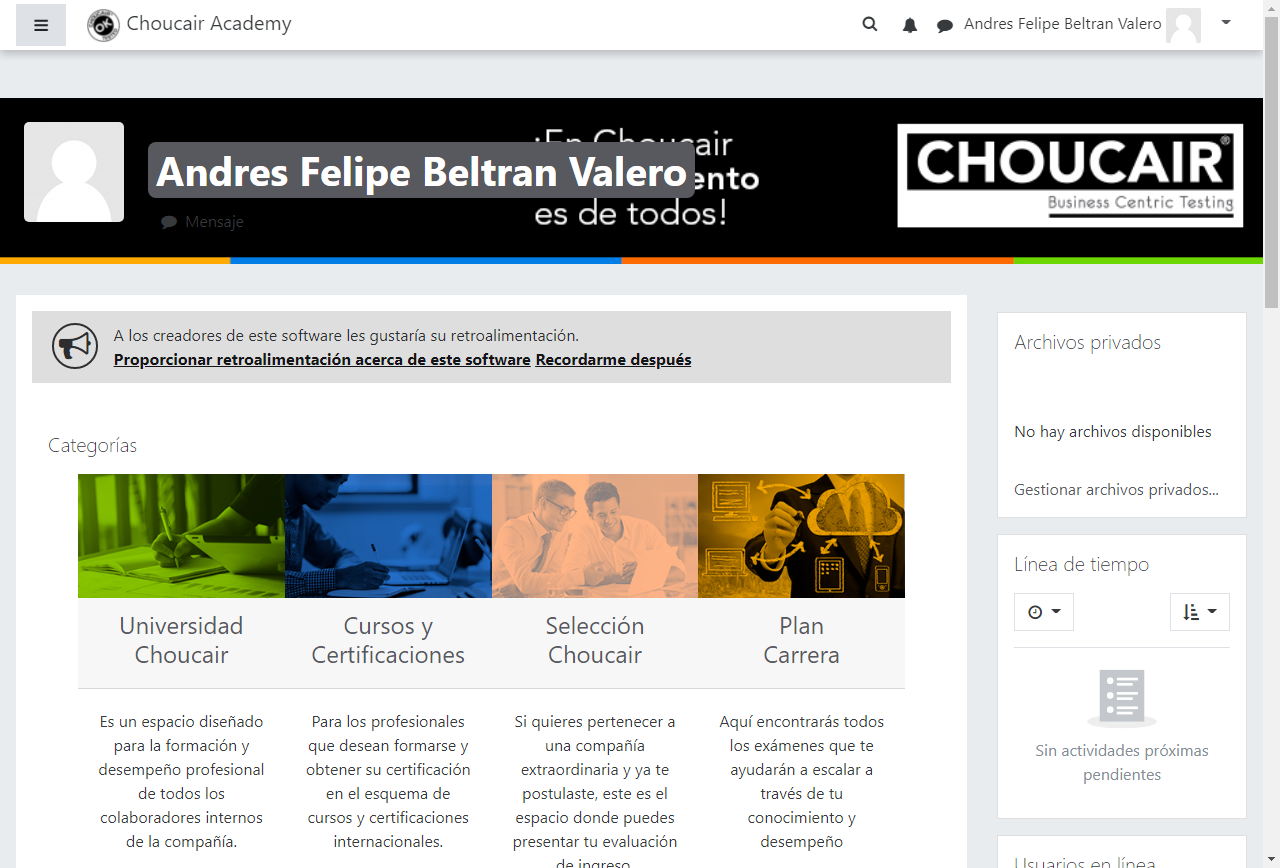 Choucair Academy
Andres Felipe Beltran Valero
¡En Choucair
ento
es de todos!
Andres Felipe Beltran Valero
Mensaje
CHOUCAIR®
Business Centric Testing
A los creadores de este software les gustaría su retroalimentación.
Proporcionar retroalimentación acerca de este software Recordarme después
Categorías
Universidad
Choucair
Es un espacio diseñado
para la formación y
desempeño profesional
de todos los
colaboradores internos
de la compañía.
Cursos y
Certificaciones
Para los profesionales
que desean formarse y
obtener su certificación
en el esquema de
cursos y certificaciones
internacionales.
Selección
Choucair
Si quieres pertenecer a
una compañía
extraordinaria y ya te
postulaste, este es el
espacio donde puedes
presentar tu evaluación
de ingreso
Plan
Carrera
Aquí encontrarás todos
los exámenes que te
ayudarán a escalar a
través de tu
conocimiento y
desempeño
Archivos privados
No hay archivos disponibles
Gestionar archivos privados...
Línea de tiempo
Sin actividades próximas
pendientes
Usuarios en línea